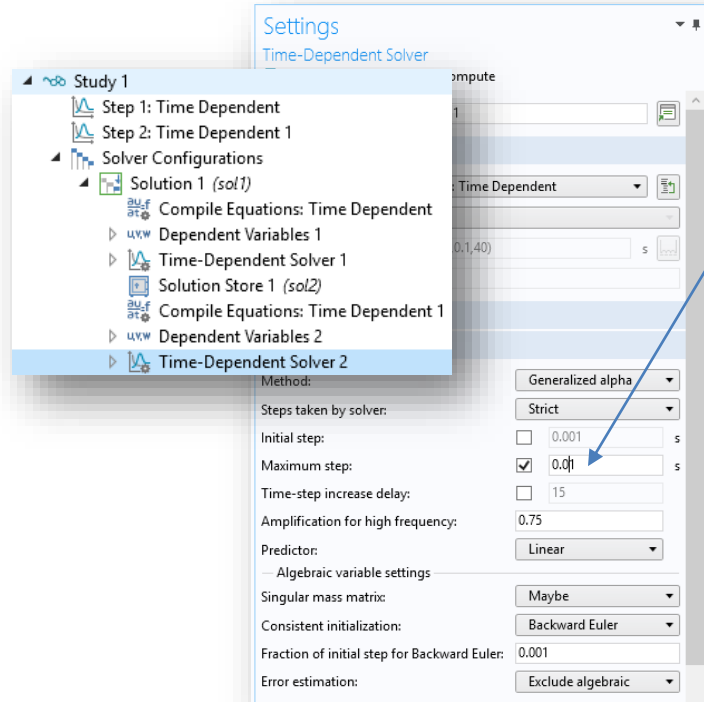 Settings
Time-Dependent Solver
Study 1
Step 1: Time Dependent
Step 2: Time Dependent 1
Solver Configurations
Solution 1 (sol1)
Compile Equations: Time Dependent
u,v,w Dependent Variables 1
Time-Dependent Solver 1
Solution Store 1 (sol2)
Compile Equations: Time Dependent 1
u,v,w Dependent Variables 2
Time-Dependent Solver 2
1
: Time Dependent
0.1,40) s
Method: Generalized alpha
Steps taken by solver: Strict
Initial step: 0.001 s
Maximum step: 0.01 s
Time-step increase delay: 15
Amplification for high frequency: 0.75
Predictor: Linear
Algebraic variable settings
Singular mass matrix: Maybe
Consistent initialization: Backward Euler
Fraction of initial step for Backward Euler: 0.001
Error estimation: Exclude algebraic